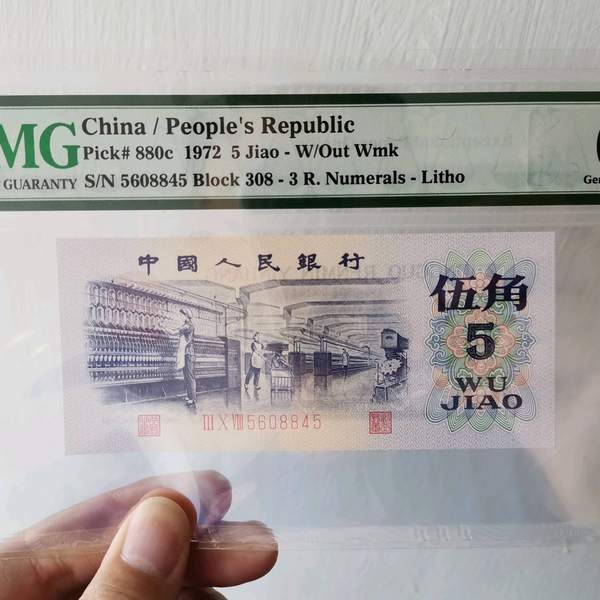 MG
GUARANTY
China / People's Republic
Pick# 880c 1972 5 Jiao - W/Out Wmk
S/N 5608845 Block 308 - 3 R. Numerals - Litho
Gen
中國人民銀行
伍角
5
WU
JIAO
III X VIII 5608845